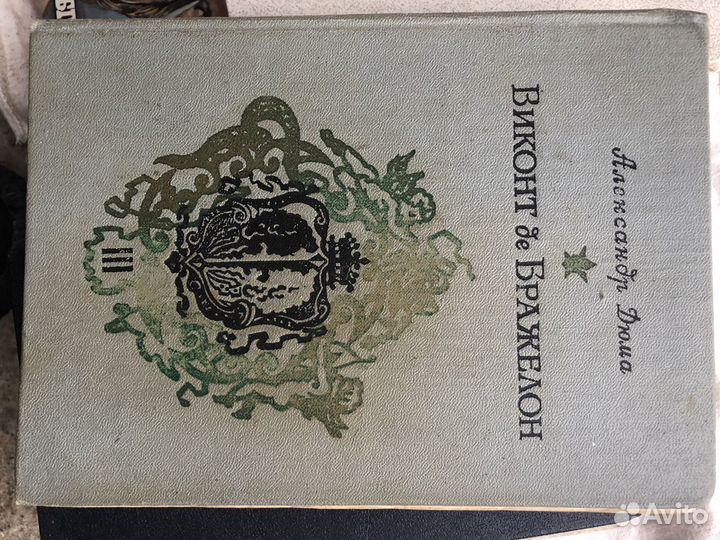 Александр Дюма
Виконт де Бражелон
III
Avito